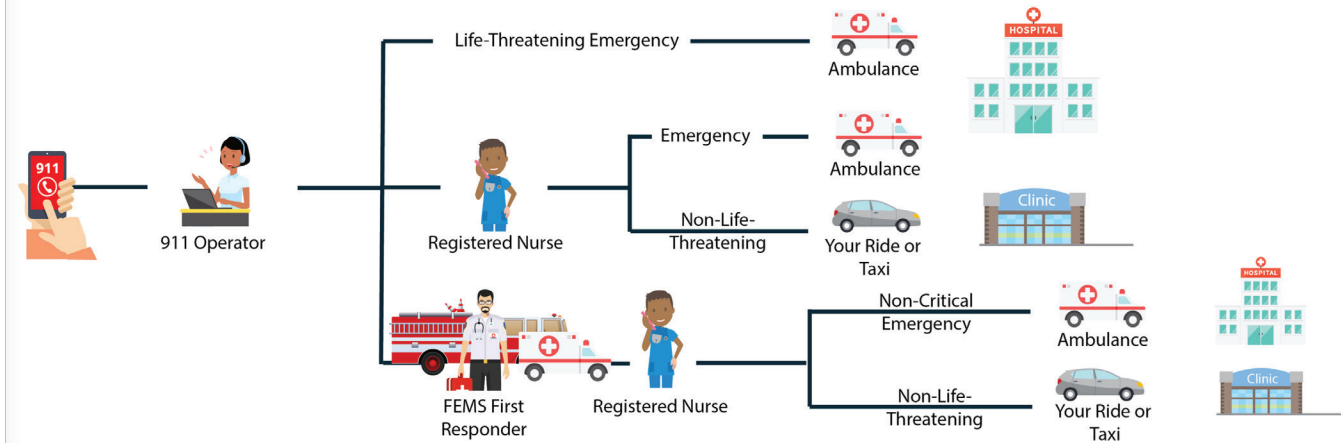 Life-Threatening Emergency
Ambulance
HOSPITAL
911
911 Operator
Registered Nurse
Emergency
Ambulance
Non-Life-
Threatening
Your Ride or
Taxi
Clinic
FEMS First
Responder
Registered Nurse
Non-Critical
Emergency
Ambulance
HOSPITAL
Non-Life-
Threatening
Your Ride or
Taxi
Clinic